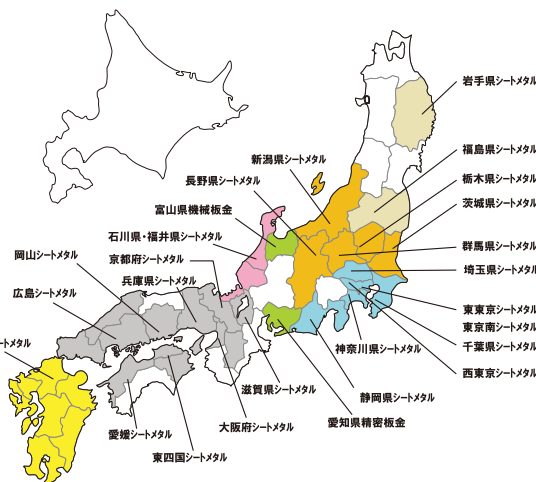 岩手県シートメタル
福島県シートメタル
新潟県シートメタル
長野県シートメタル
栃木県シートメタル
富山県機械板金
茨城県シートメタル
石川県・福井県シートメタル
群馬県シートメタル
岡山シートメタル
京都府シートメタル
埼玉県シートメタル
兵庫県シートメタル
広島シートメタル
東東京シートメタル
東京南シートメタル
千葉県シートメタル
神奈川県シートメタル
西東京シートメタル
ートメタル
滋賀県シートメタル
静岡県シートメタル
大阪府シートメタル
愛知県精密板金
愛媛シートメタル
東四国シートメタル